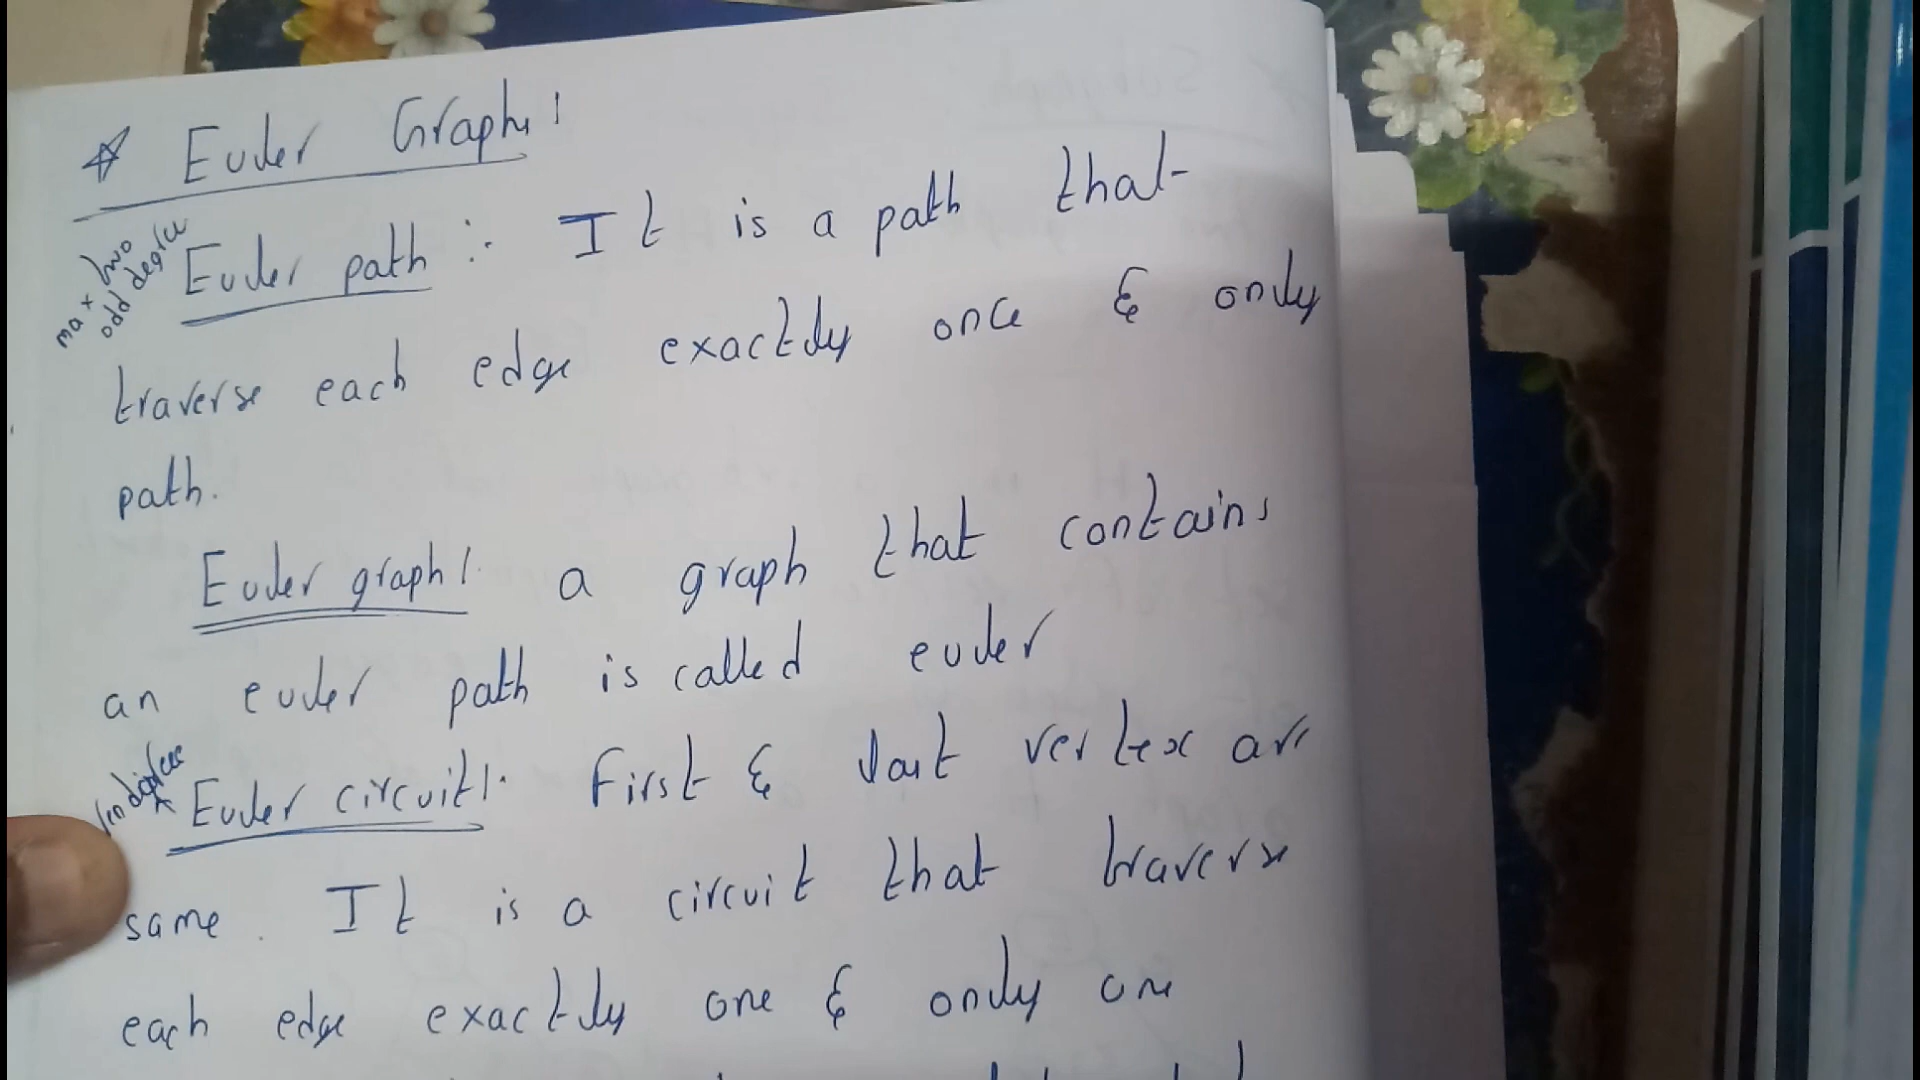 Euler Graph:
max two
odd degree
Euler path: It is a path that
traverse each edge exactly once & only
path.
Euler graph: a graph that contains
an euler path is called euler
Euler circuit: First & last vertex are
same. It is a circuit that traverse
each edge exactly one & only one